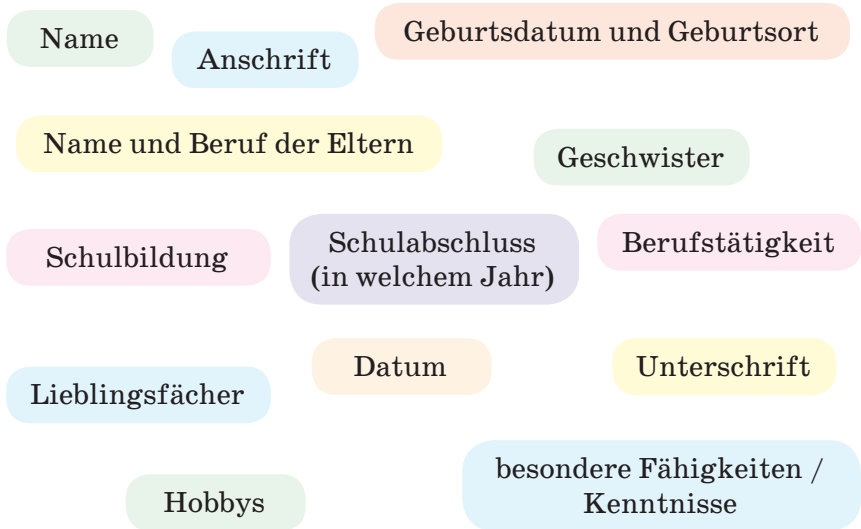 Name
Anschrift
Geburtsdatum und Geburtsort
Name und Beruf der Eltern
Geschwister
Schulbildung
Schulabschluss
(in welchem Jahr)
Berufstätigkeit
Lieblingsfächer
Datum
Unterschrift
Hobbys
besondere Fähigkeiten /
Kenntnisse